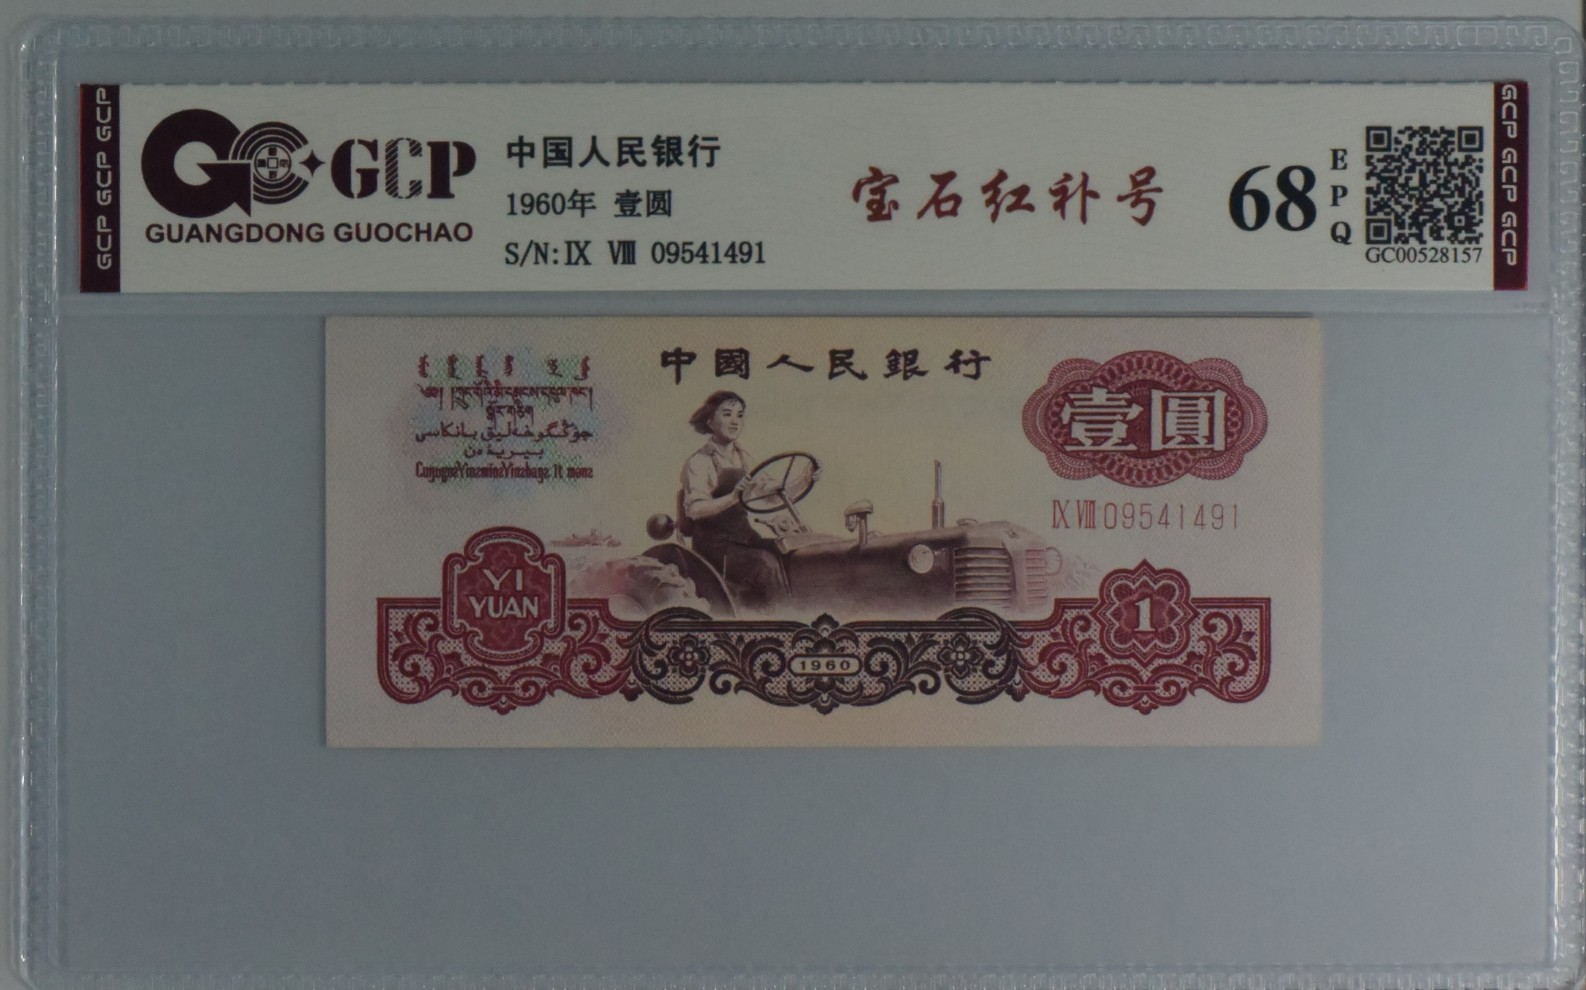 GCP GCP GCP
GCP
GUANGDONG GUOCHAO
中国人民银行
1960年 壹圆
S/N: IX VIII 09541491
宝石红补号
68
EPQ
GC00528157
GCP GCP GCP
中國人民銀行
壹圓
IX VIII 09541491
YI
YUAN
1
1960